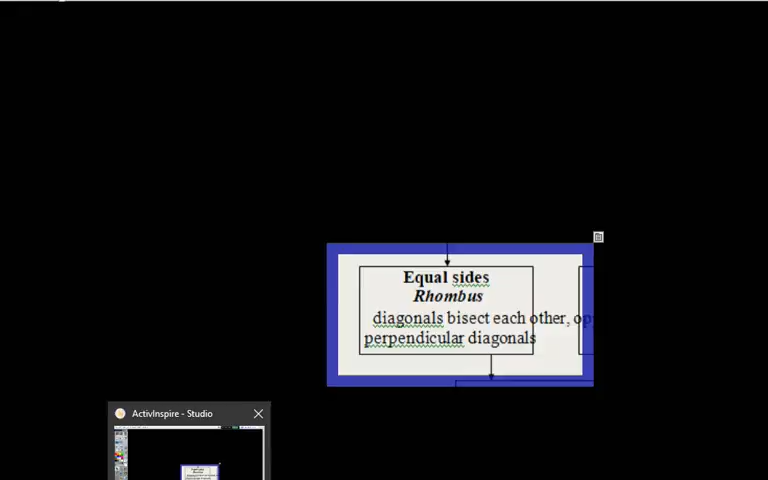 Equal sides
Rhombus
diagonals bisect each other,
perpendicular diagonals
ActivInspire - Studio